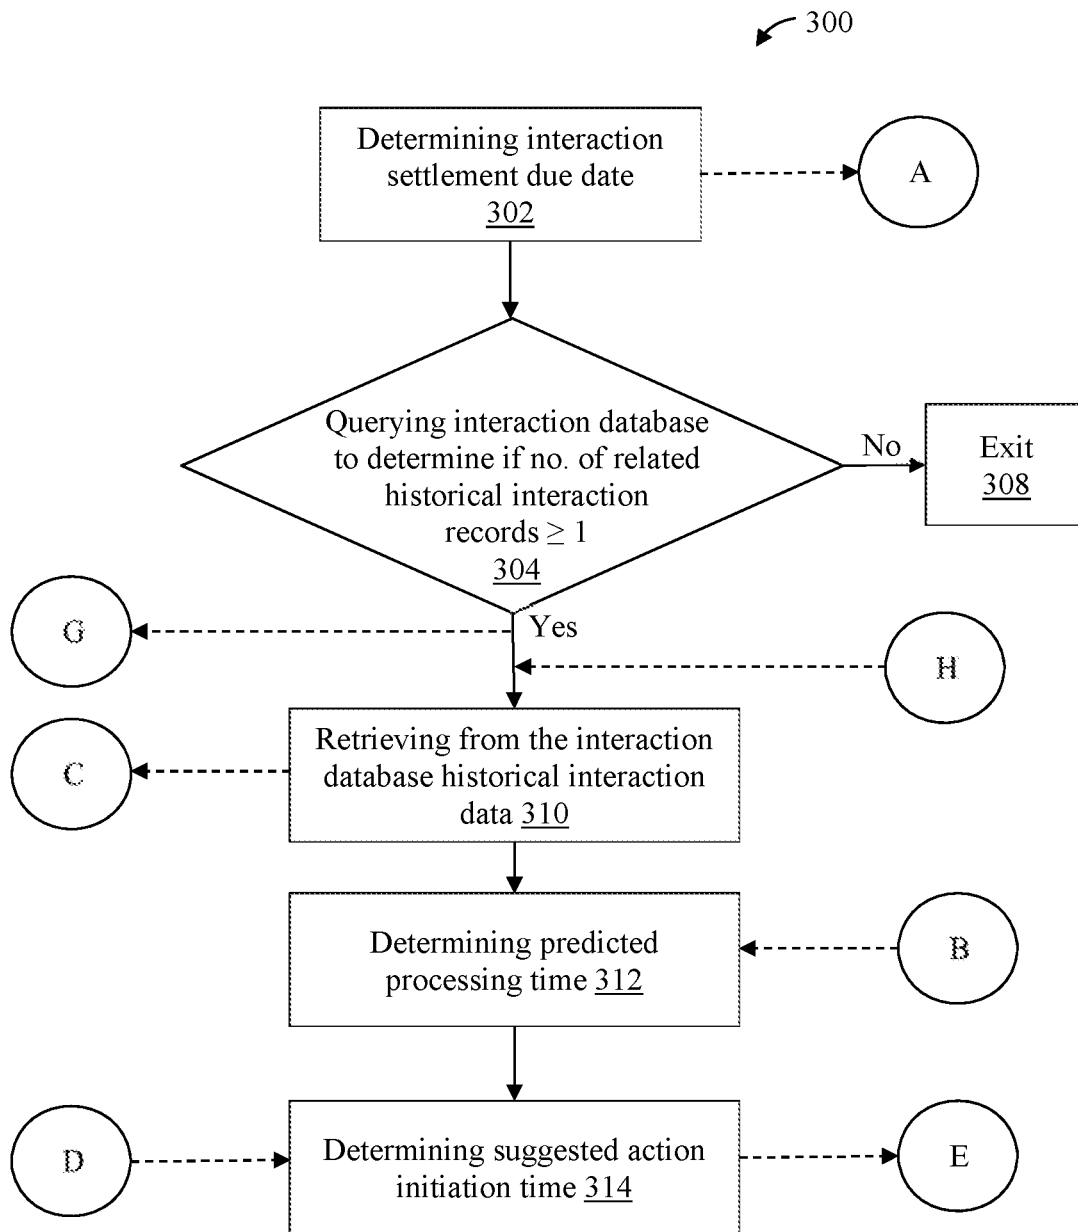 300
Determining interaction
settlement due date
302
A
Querying interaction database
to determine if no. of related
historical interaction
records ≥ 1
304
No
Exit
308
G
Yes
H
Retrieving from the interaction
database historical interaction
data 310
C
Determining predicted
processing time 312
B
D
Determining suggested action
initiation time 314
E